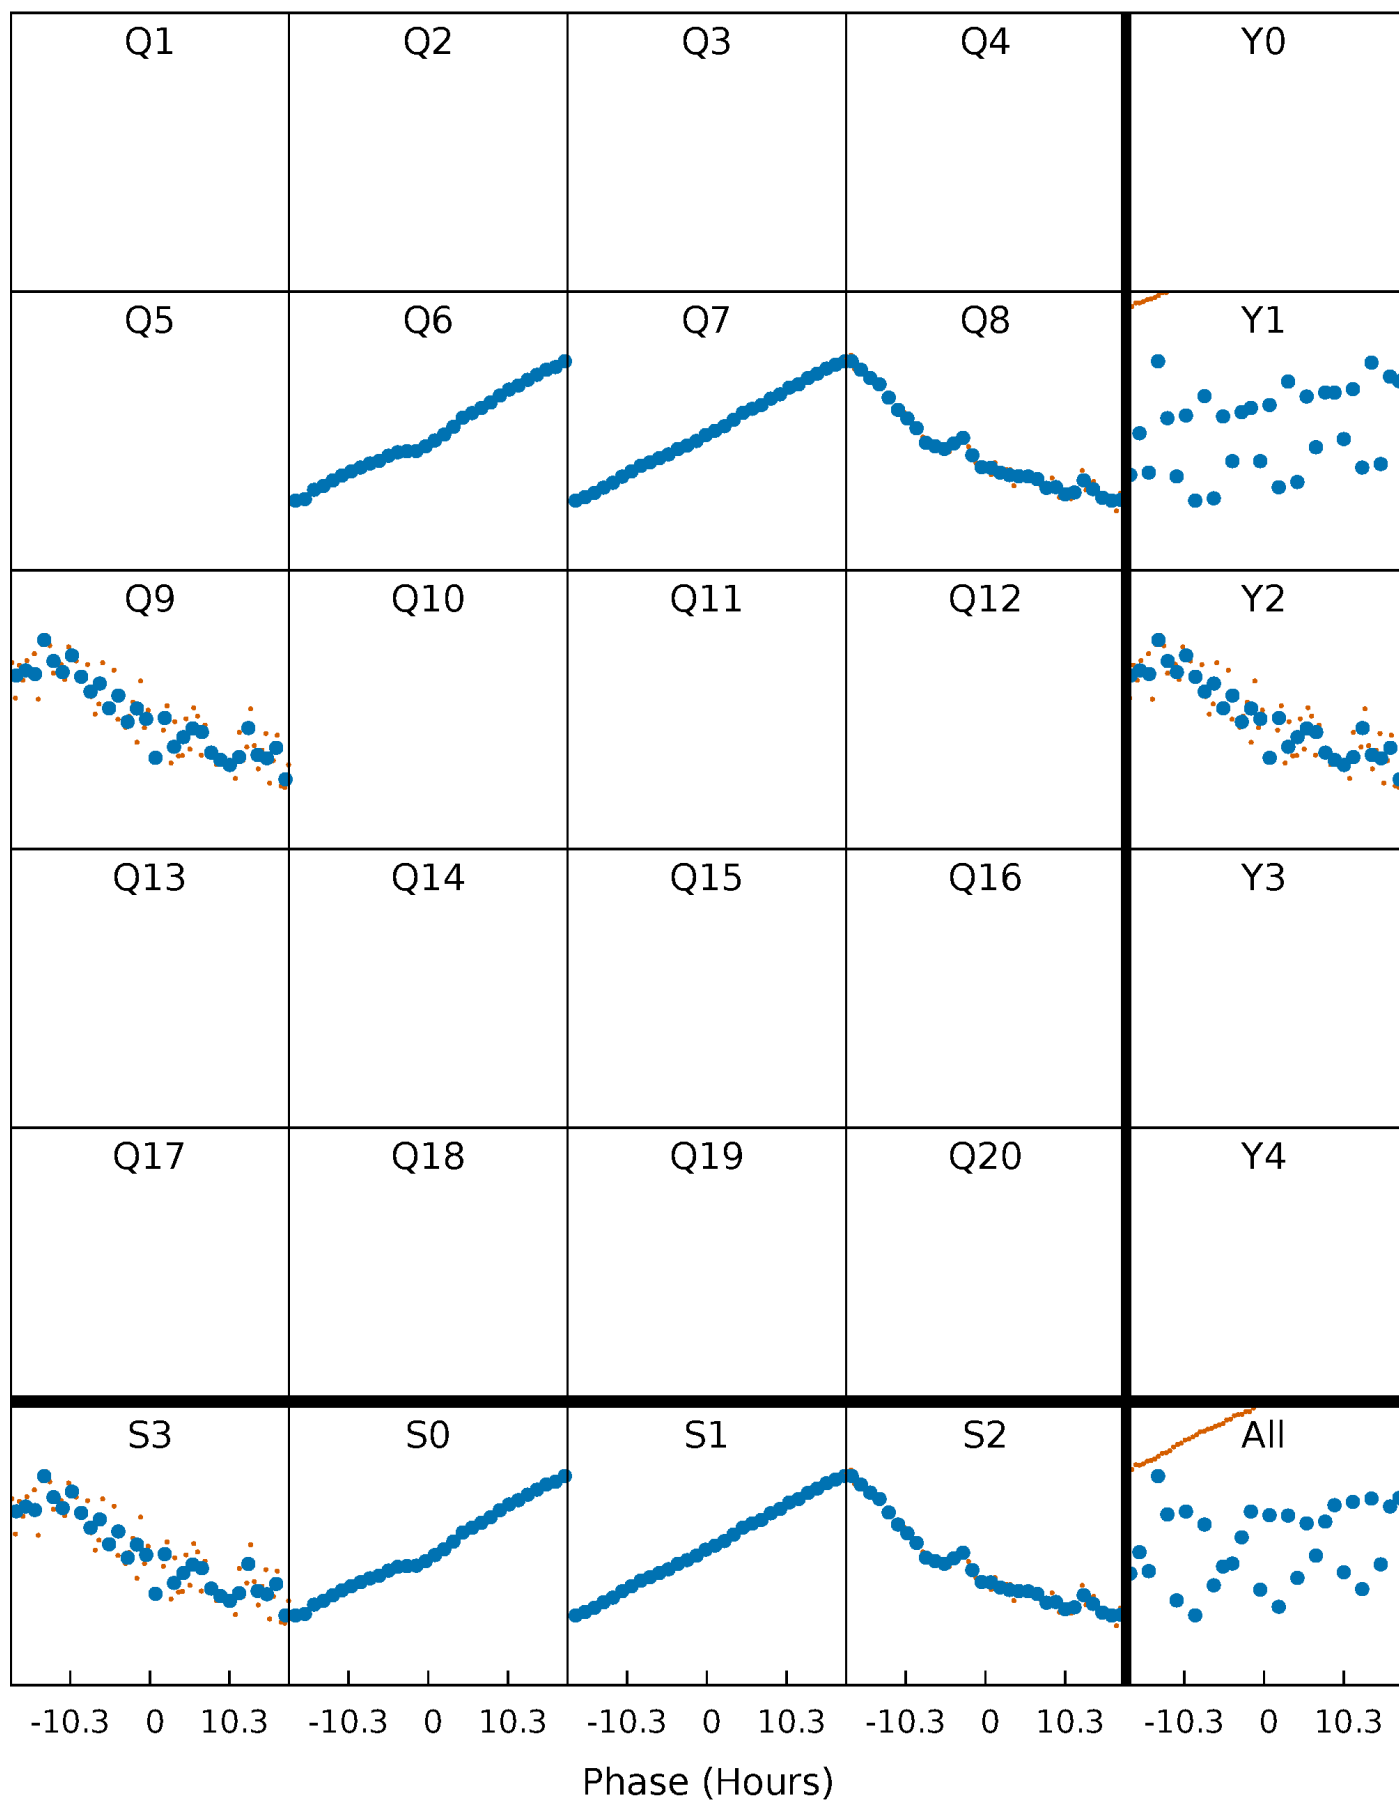 Q1 Q2 Q3 Q4 Y0
Q5 Q6 Q7 Q8 Y1
Q9 Q10 Q11 Q12 Y2
Q13 Q14 Q15 Q16 Y3
Q17 Q18 Q19 Q20 Y4
S3 S0 S1 S2 All
-10.3 0 10.3 -10.3 0 10.3 -10.3 0 10.3 -10.3 0 10.3 -10.3 0 10.3
Phase (Hours)